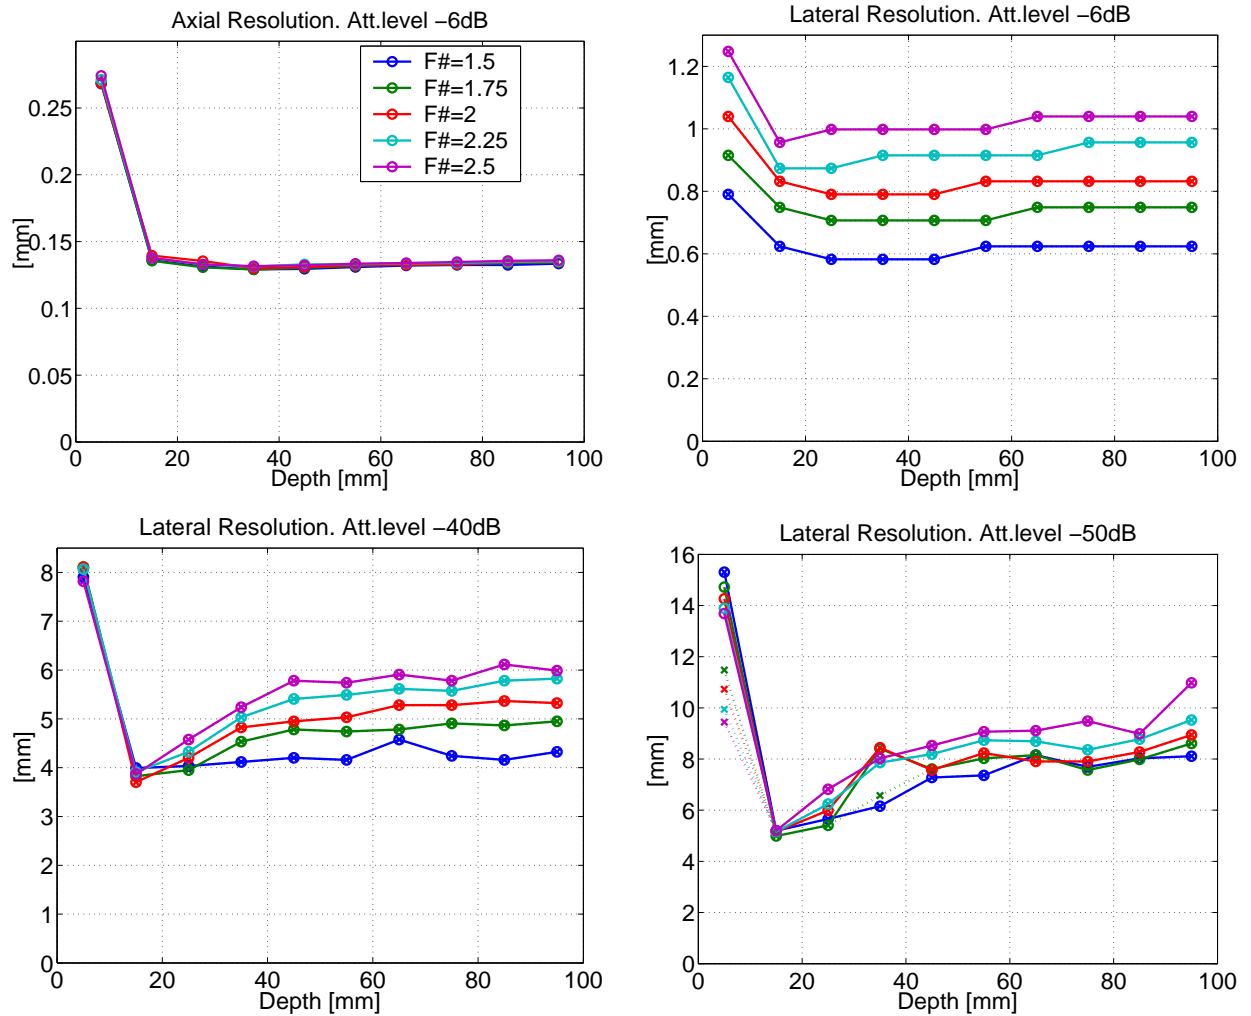 Axial Resolution. Att.level −6dB
0.25
0.2
0.15
0.1
0.05
0
[mm]
F#=1.5
F#=1.75
F#=2
F#=2.25
F#=2.5
0 20 40 60 80 100
Depth [mm]
Lateral Resolution. Att.level −6dB
1.2
1
0.8
0.6
0.4
0.2
0
[mm]
0 20 40 60 80 100
Depth [mm]
Lateral Resolution. Att.level −40dB
8
7
6
5
4
3
2
1
0
[mm]
0 20 40 60 80 100
Depth [mm]
Lateral Resolution. Att.level −50dB
16
14
12
10
8
6
4
2
0
[mm]
0 20 40 60 80 100
Depth [mm]